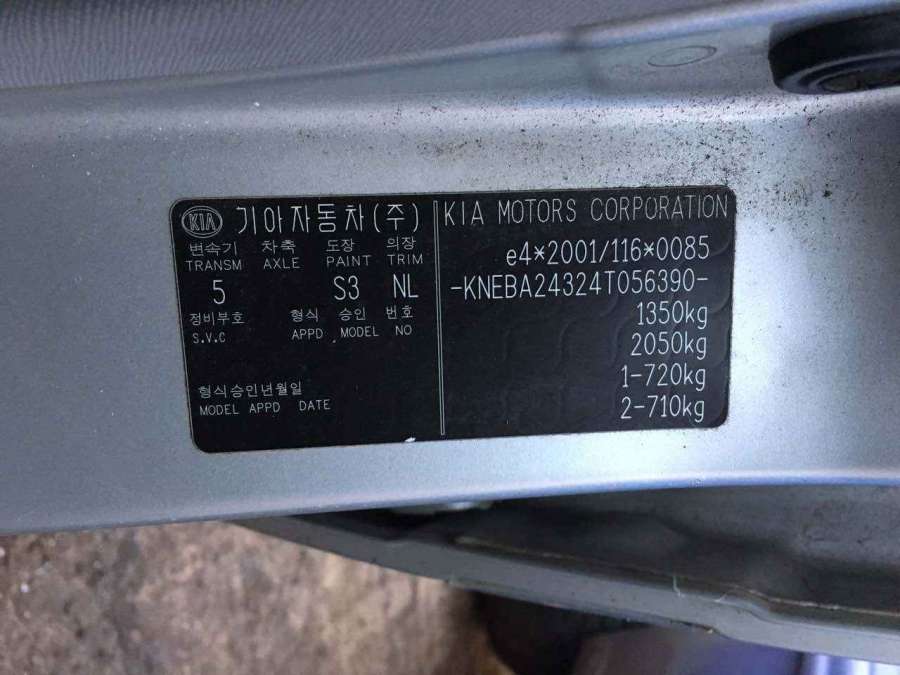 KIA 기아자동차(주)
변속기 차축 도장 의장
TRANSM AXLE PAINT TRIM
5 S3 NL
정비부호 형식 승인 번호
S.V.C APPD MODEL NO
형식승인년월일
MODEL APPD DATE
KIA MOTORS CORPORATION
e4*2001/116*0085
-KNEBA24324T056390-
1350kg
2050kg
1-720kg
2-710kg